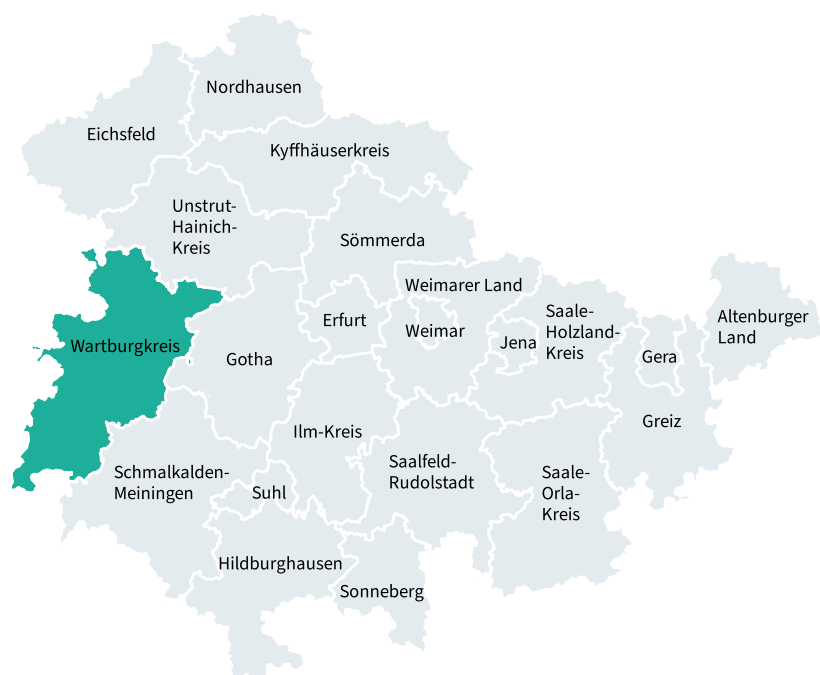 Nordhausen
Eichsfeld
Kyffhäuserkreis
Unstrut-
Hainich-
Kreis
Sömmerda
Weimarer Land
Saale-
Holzland-
Kreis
Altenburger
Land
Erfurt
Weimar
Jena
Wartburgkreis
Gotha
Gera
Greiz
Ilm-Kreis
Saalfeld-
Rudolstadt
Schmalkalden-
Meiningen
Saale-
Orla-
Kreis
Suhl
Hildburghausen
Sonneberg